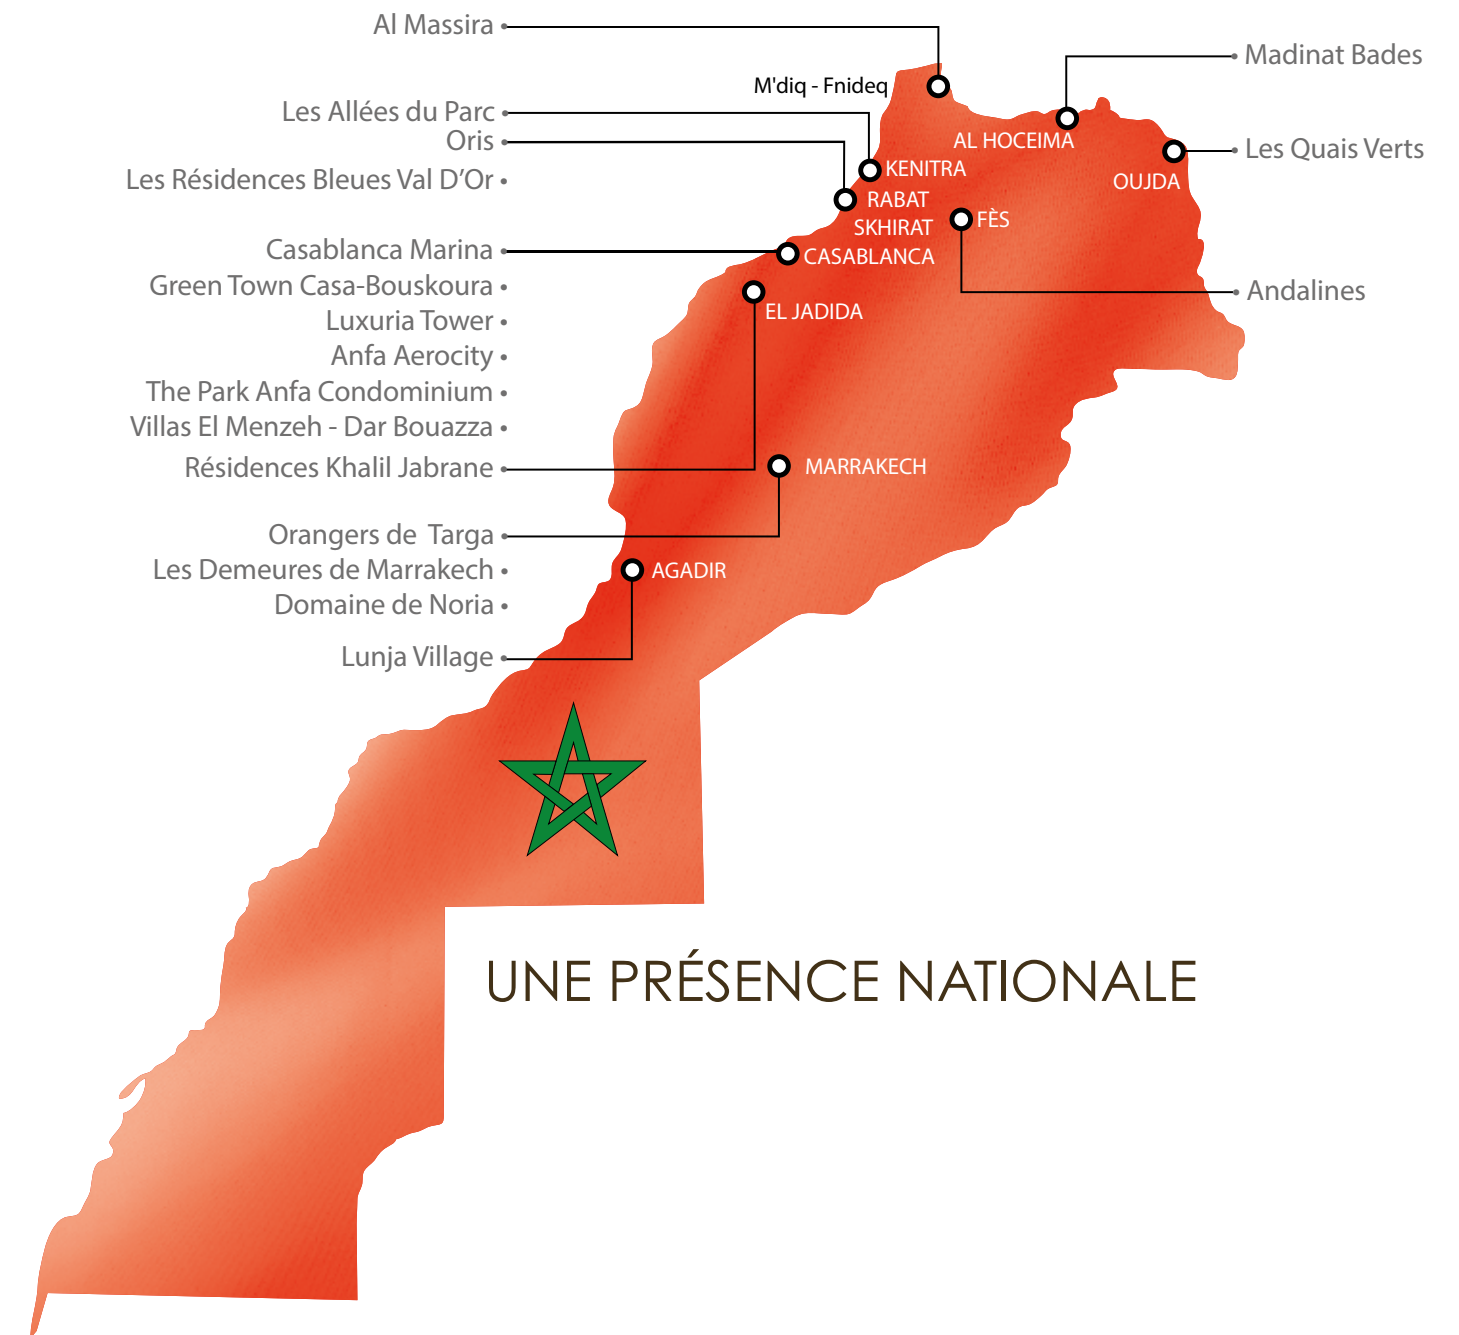 Al Massira
Madinat Bades
M'diq - Fnideq
Les Allées du Parc
AL HOCEIMA
Oris
Les Quais Verts
KENITRA
Les Résidences Bleues Val D'Or
OUJDA
RABAT
FÈS
SKHIRAT
Casablanca Marina
CASABLANCA
Green Town Casa-Bouskoura
Andalines
EL JADIDA
Luxuria Tower
Anfa Aerocity
The Park Anfa Condominium
Villas El Menzeh - Dar Bouazza
Résidences Khalil Jabrane
MARRAKECH
Orangers de Targa
Les Demeures de Marrakech
AGADIR
Domaine de Noria
Lunja Village
UNE PRÉSENCE NATIONALE